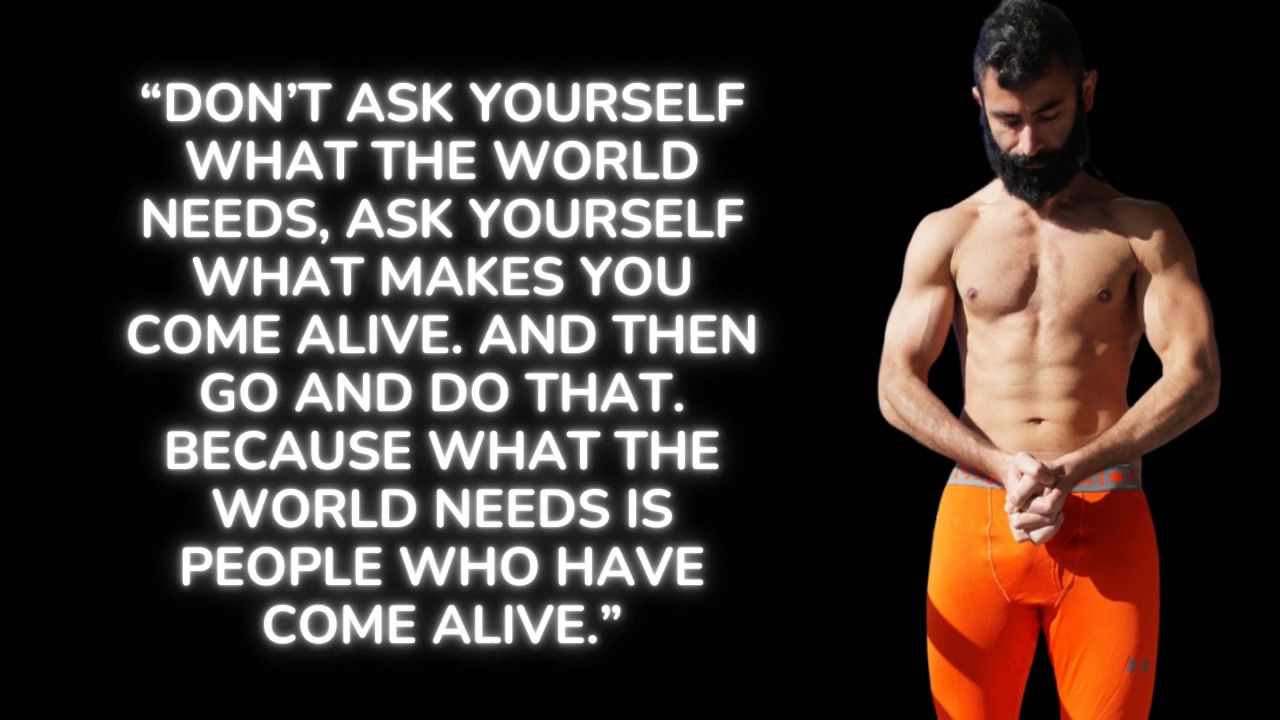 “DON’T ASK YOURSELF
WHAT THE WORLD
NEEDS, ASK YOURSELF
WHAT MAKES YOU
COME ALIVE. AND THEN
GO AND DO THAT.
BECAUSE WHAT THE
WORLD NEEDS IS
PEOPLE WHO HAVE
COME ALIVE.”